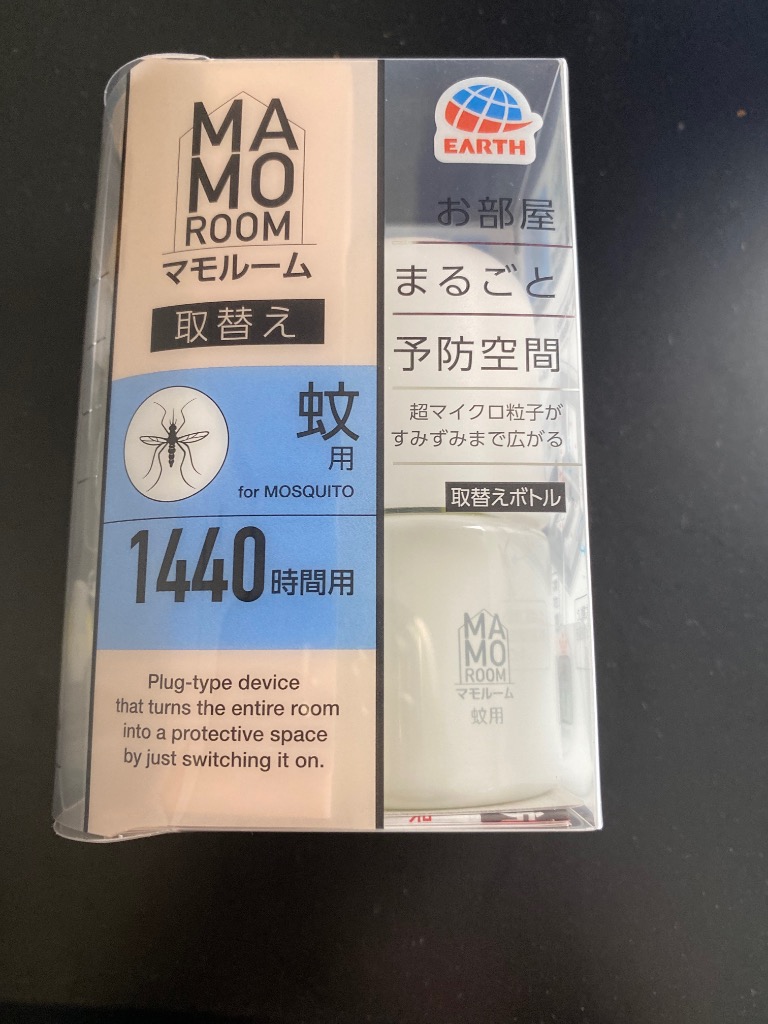 MA
MO
ROOM
マモルーム
取替え
蚊
用
for MOSQUITO
1440時間用
Plug-type device
that turns the entire room
into a protective space
by just switching it on.
EARTH
お部屋
まるごと
予防空間
超マイクロ粒子が
すみずみまで広がる
取替えボトル
MA
MO
ROOM
マモルーム
蚊用